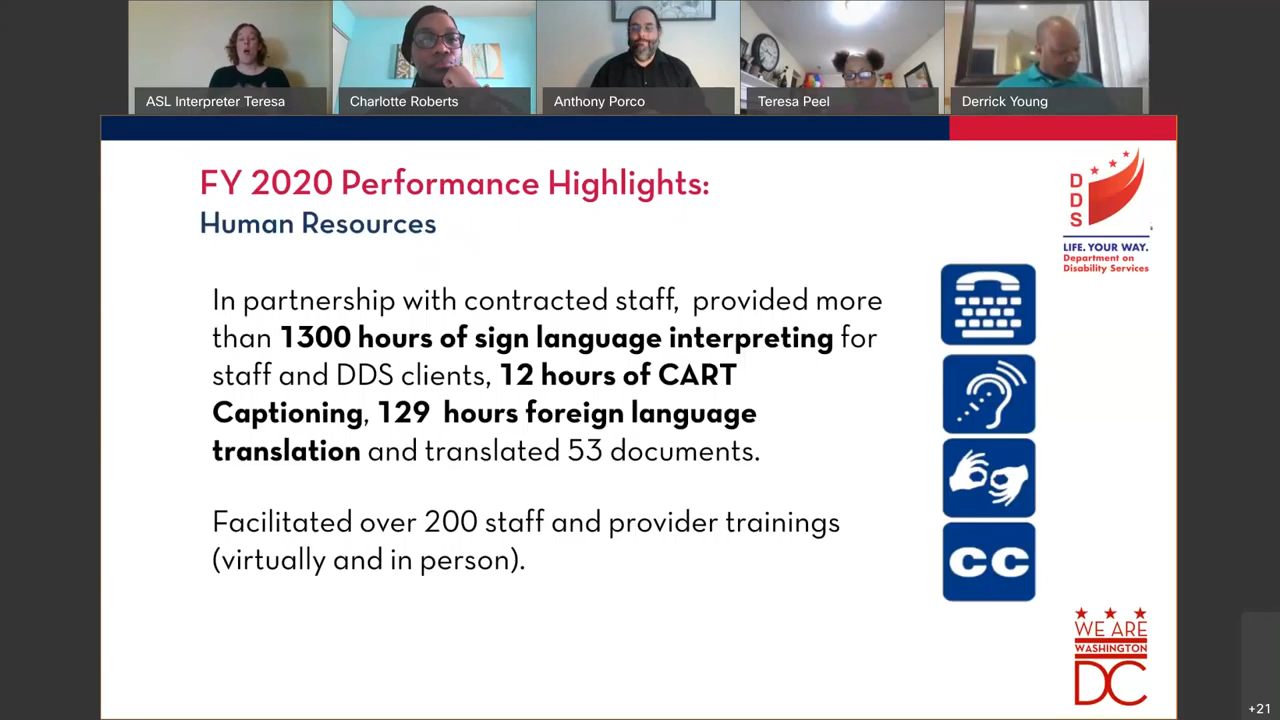 ASL Interpreter Teresa
Charlotte Roberts
Anthony Porco
Teresa Peel
Derrick Young
FY 2020 Performance Highlights:
Human Resources
DDS
LIFE. YOUR WAY.
Department on
Disability Services
In partnership with contracted staff, provided more
than 1300 hours of sign language interpreting for
staff and DDS clients, 12 hours of CART
Captioning, 129 hours foreign language
translation and translated 53 documents.
Facilitated over 200 staff and provider trainings
(virtually and in person).
CC
WE ARE
WASHINGTON
DC
+21